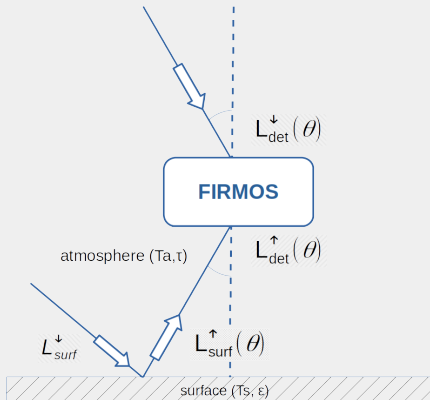 L↓det(θ)
FIRMOS
L↑det(θ)
atmosphere (Ta,τ)
L↓surf
L↑surf(θ)
surface (Ts, ε)